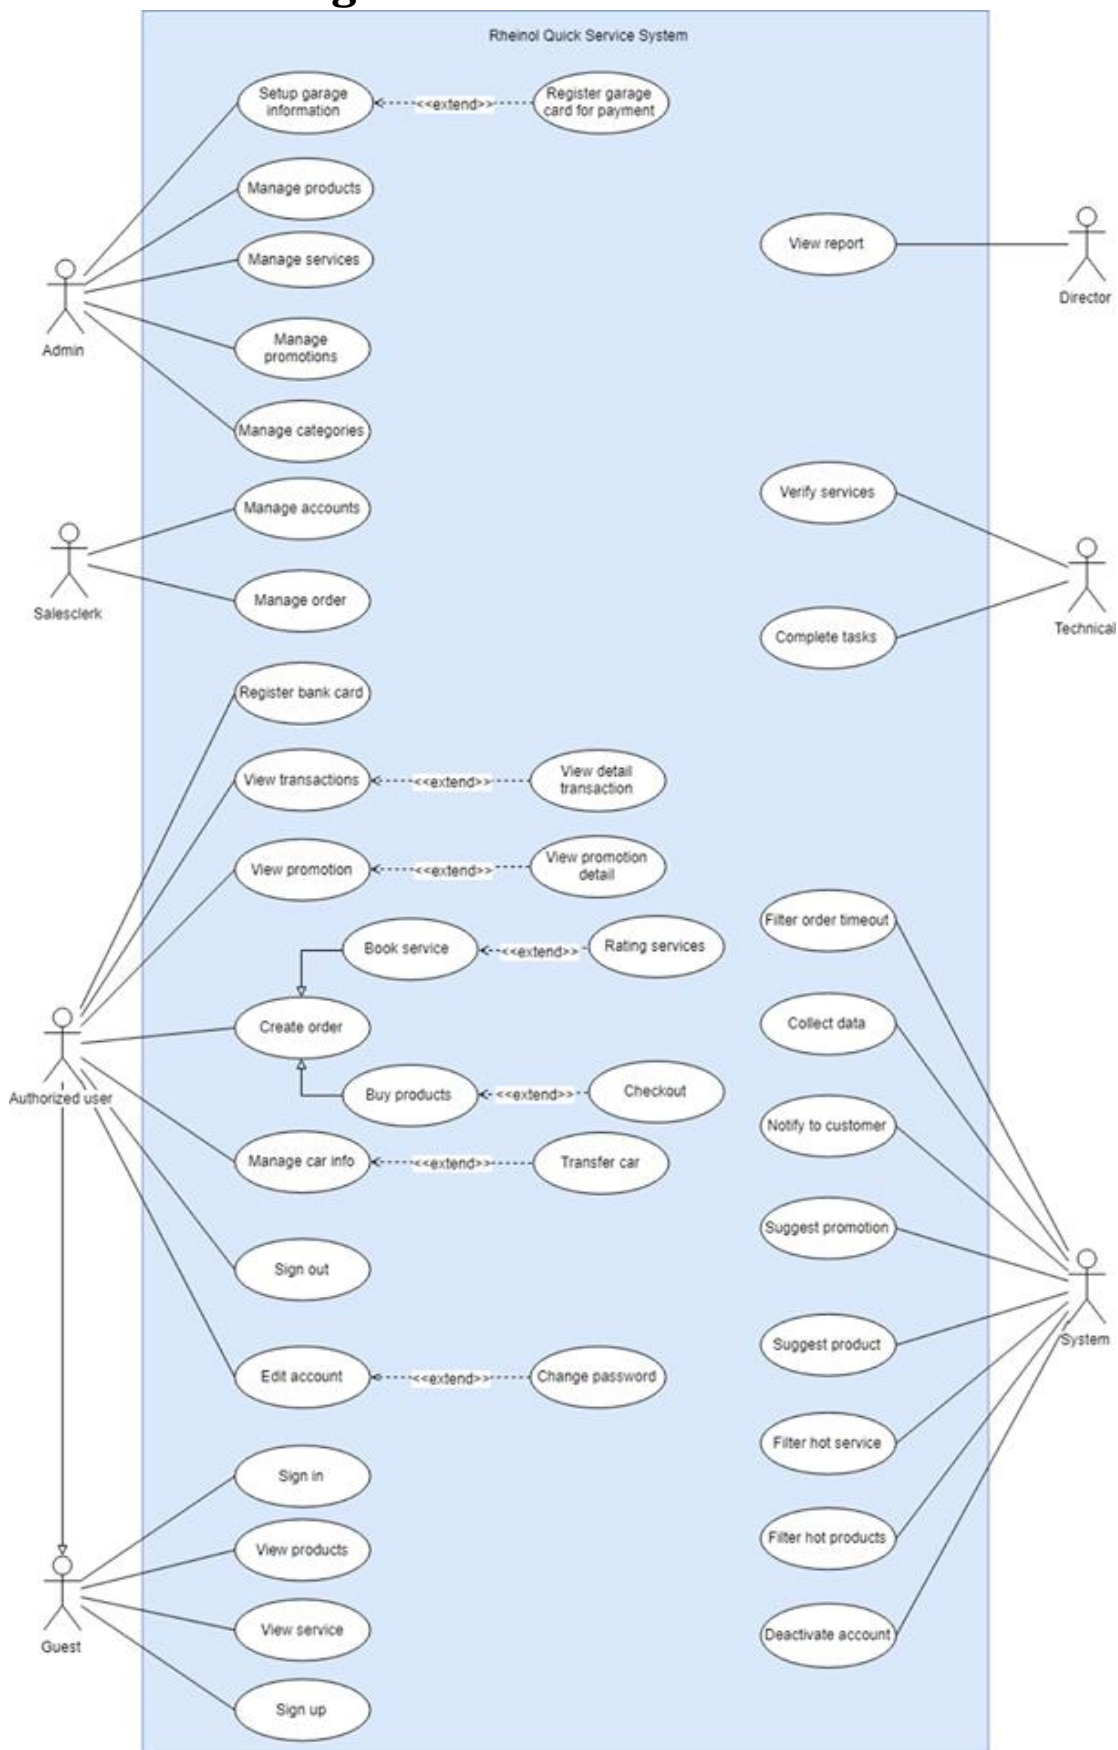 Rheinol Quick Service System
Setup garage
information
<<extend>>
Register garage
card for payment
Manage products
View report
Director
Manage services
Admin
Manage
promotions
Manage categories
Manage accounts
Verify services
Salesclerk
Manage order
Technical
Complete tasks
Register bank card
View transactions
<<extend>>
View detail
transaction
View promotion
<<extend>>
View promotion
detail
Filter order timeout
Book service
<<extend>>
Rating services
Create order
Collect data
Authorized user
Buy products
<<extend>>
Checkout
Notify to customer
Manage car info
<<extend>>
Transfer car
Suggest promotion
Sign out
System
Suggest product
Edit account
<<extend>>
Change password
Filter hot service
Sign in
View products
Filter hot products
Guest
View service
Deactivate account
Sign up